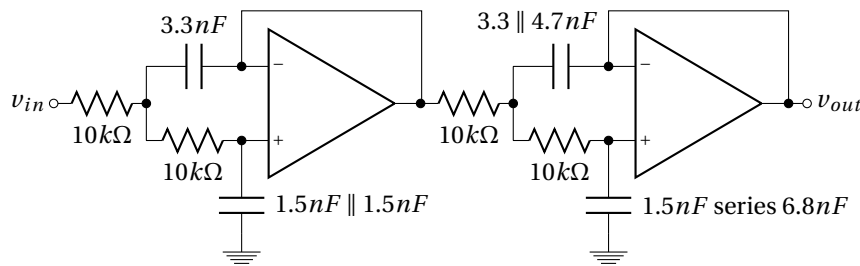 3.3nF
3.3 ∥ 4.7nF
v_in
−
+
10kΩ
10kΩ
1.5nF ∥ 1.5nF
−
+
10kΩ
10kΩ
1.5nF series 6.8nF
v_out